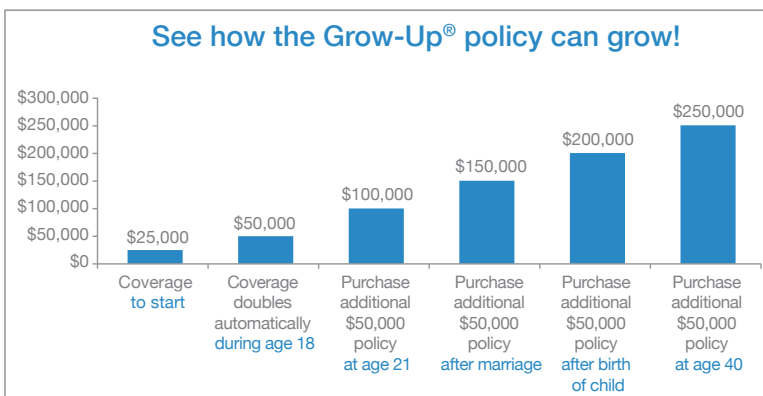 See how the Grow-Up® policy can grow!
$300,000
$250,000
$200,000
$150,000
$100,000
$50,000
$0
$25,000
$50,000
$100,000
$150,000
$200,000
$250,000
Coverage
to start
Coverage
doubles
automatically
during age 18
Purchase
additional
$50,000
policy
at age 21
Purchase
additional
$50,000
policy
after marriage
Purchase
additional
$50,000
policy
after birth
of child
Purchase
additional
$50,000
policy
at age 40